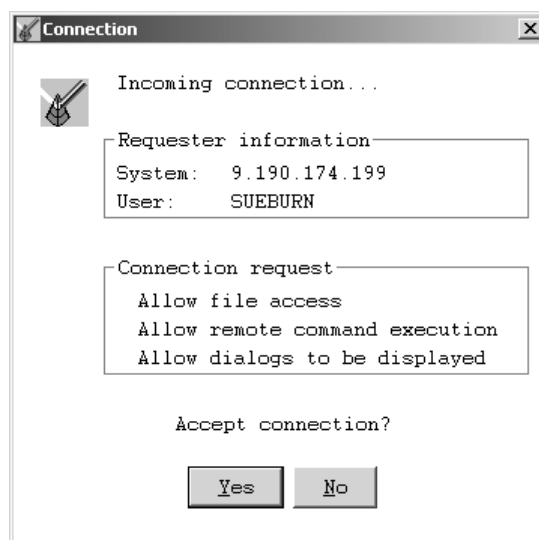 Connection
Incoming connection...
Requester information
System: 9.190.174.199
User: SUEBURN
Connection request
Allow file access
Allow remote command execution
Allow dialogs to be displayed
Accept connection?
Yes No